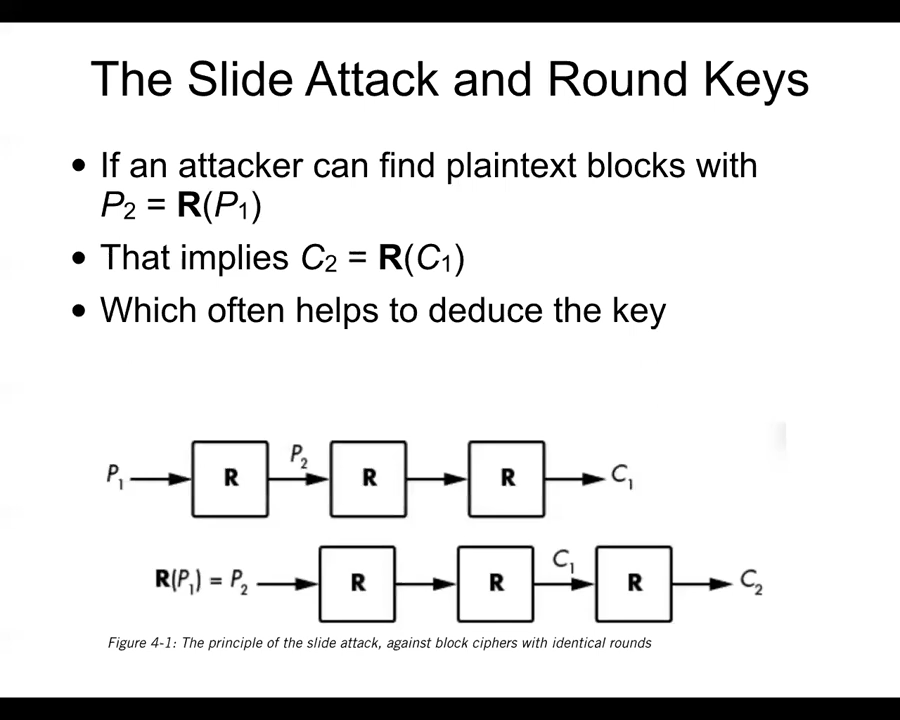 The Slide Attack and Round Keys
• If an attacker can find plaintext blocks with
P₂ = R(P₁)
• That implies C₂ = R(C₁)
• Which often helps to deduce the key
P₁ R P₂ R R C₁
R(P₁) = P₂ R R C₁ R C₂
Figure 4-1: The principle of the slide attack, against block ciphers with identical rounds